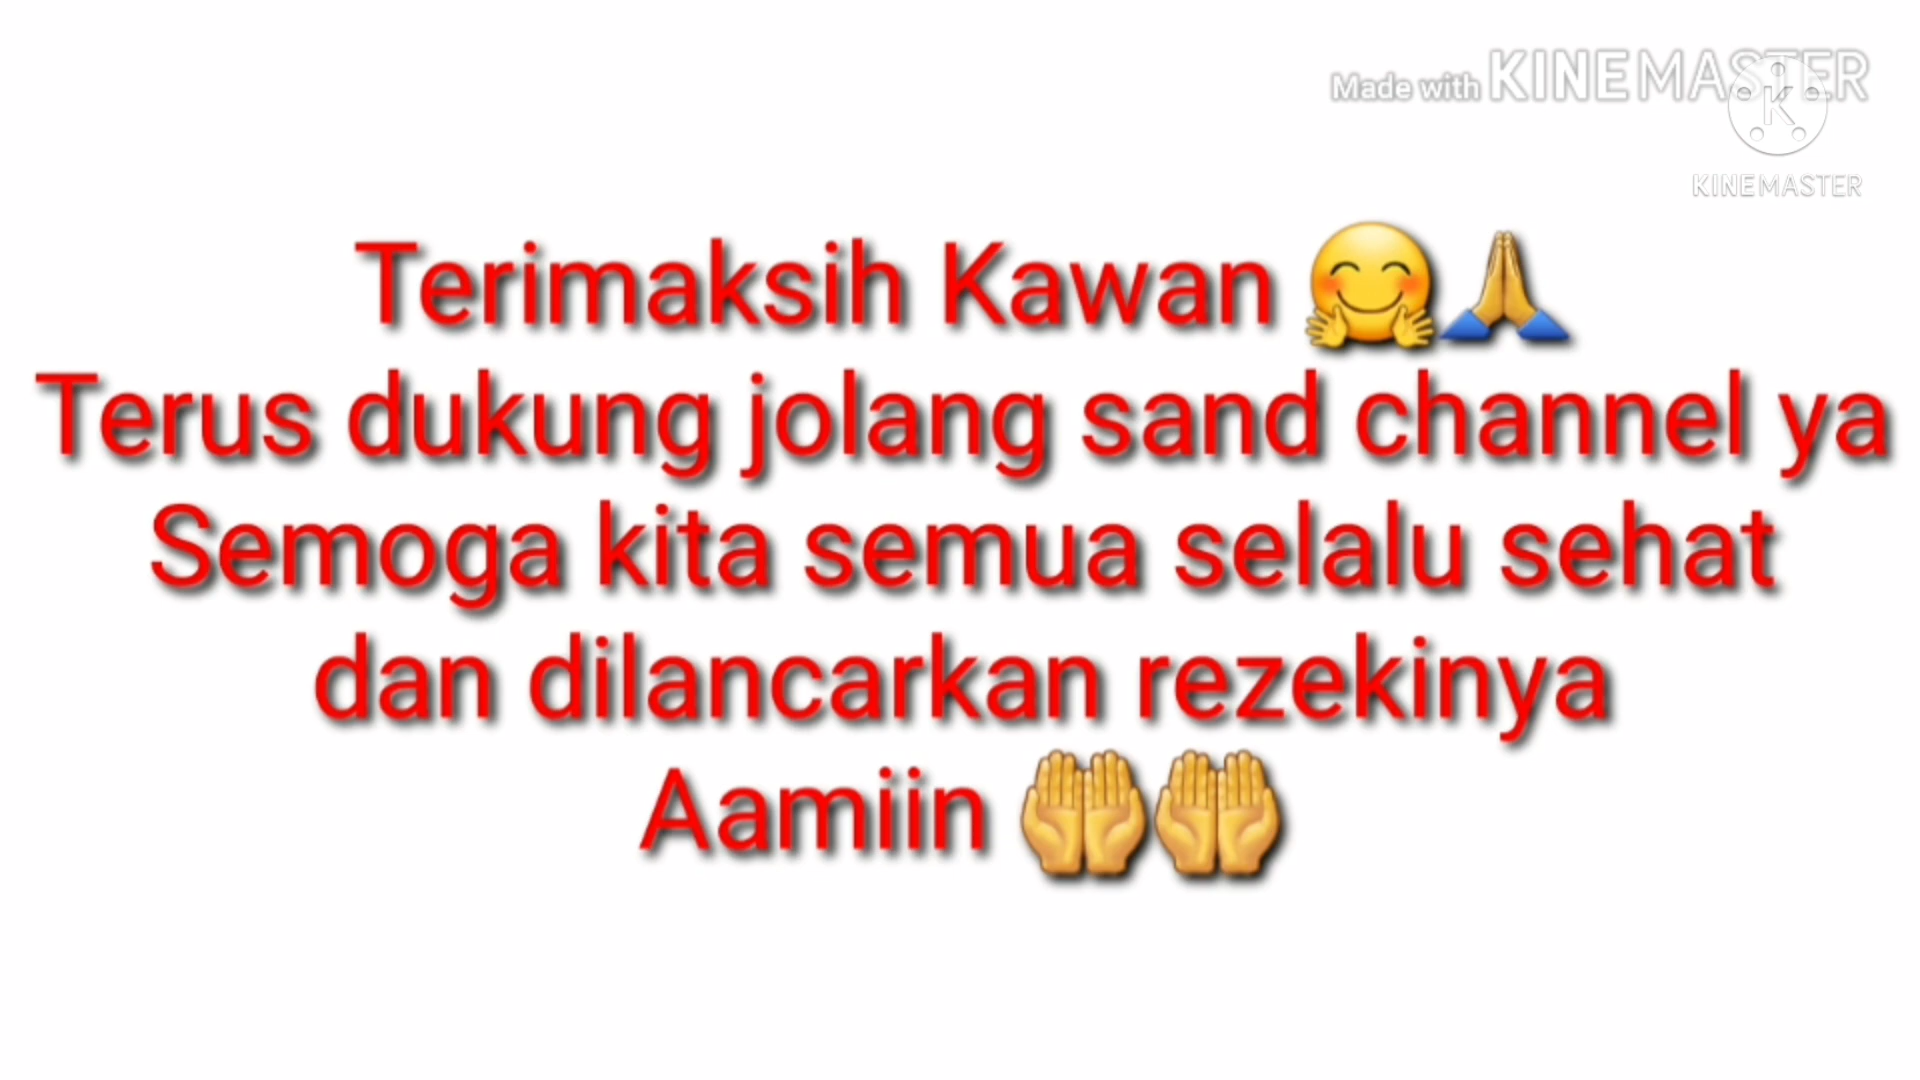 Made with KINEMASTER
KINEMASTER
Terimaksih Kawan 🤗🙏
Terus dukung jolang sand channel ya
Semoga kita semua selalu sehat
dan dilancarkan rezekinya
Aamiin 🤲🤲